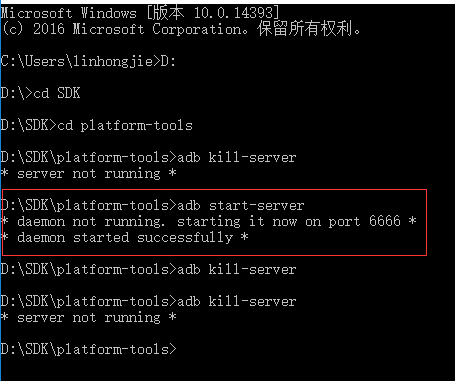 Microsoft Windows [版本 10.0.14393]
(c) 2016 Microsoft Corporation。保留所有权利。
C:\Users\linhongjie>D:
D:\>cd SDK
D:\SDK>cd platform-tools
D:\SDK\platform-tools>adb kill-server
* server not running *
D:\SDK\platform-tools>adb start-server
* daemon not running. starting it now on port 6666 *
* daemon started successfully *
D:\SDK\platform-tools>adb kill-server
D:\SDK\platform-tools>adb kill-server
* server not running *
D:\SDK\platform-tools>